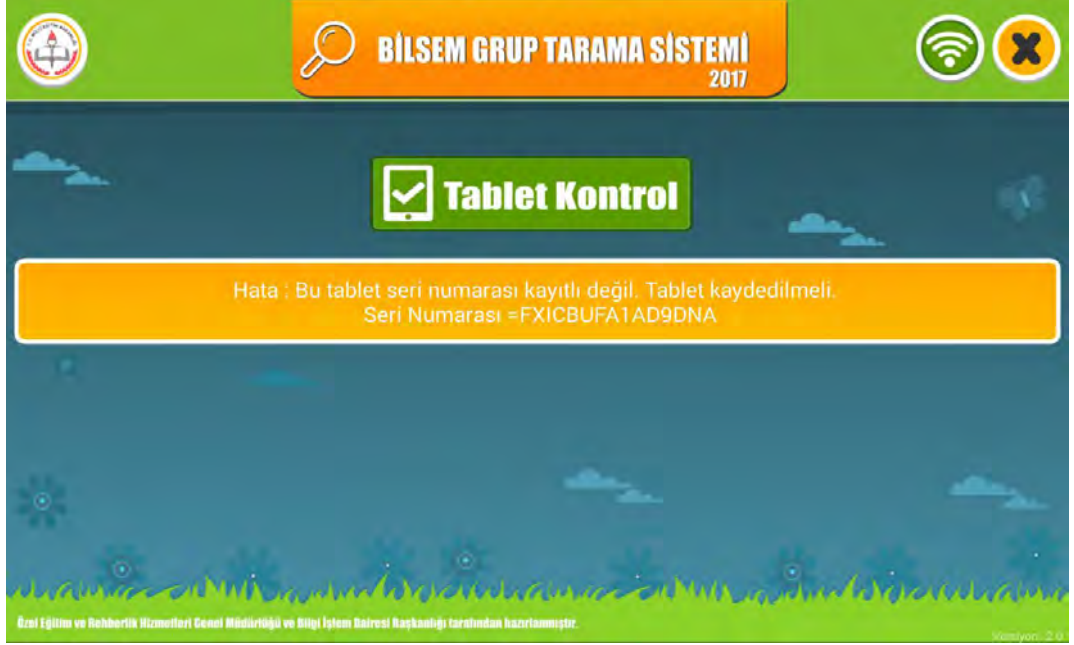 BİLSEM GRUP TARAMA SİSTEMİ
2017
Tablet Kontrol
Hata : Bu tablet seri numarası kayıtlı değil. Tablet kaydedilmeli.
Seri Numarası =FXICBUFA1AD9DNA
Özel Eğitim ve Rehberlik Hizmetleri Genel Müdürlüğü ve Bilgi İşlem Dairesi Başkanlığı tarafından hazırlanmıştır.
Versiyon: 2.0